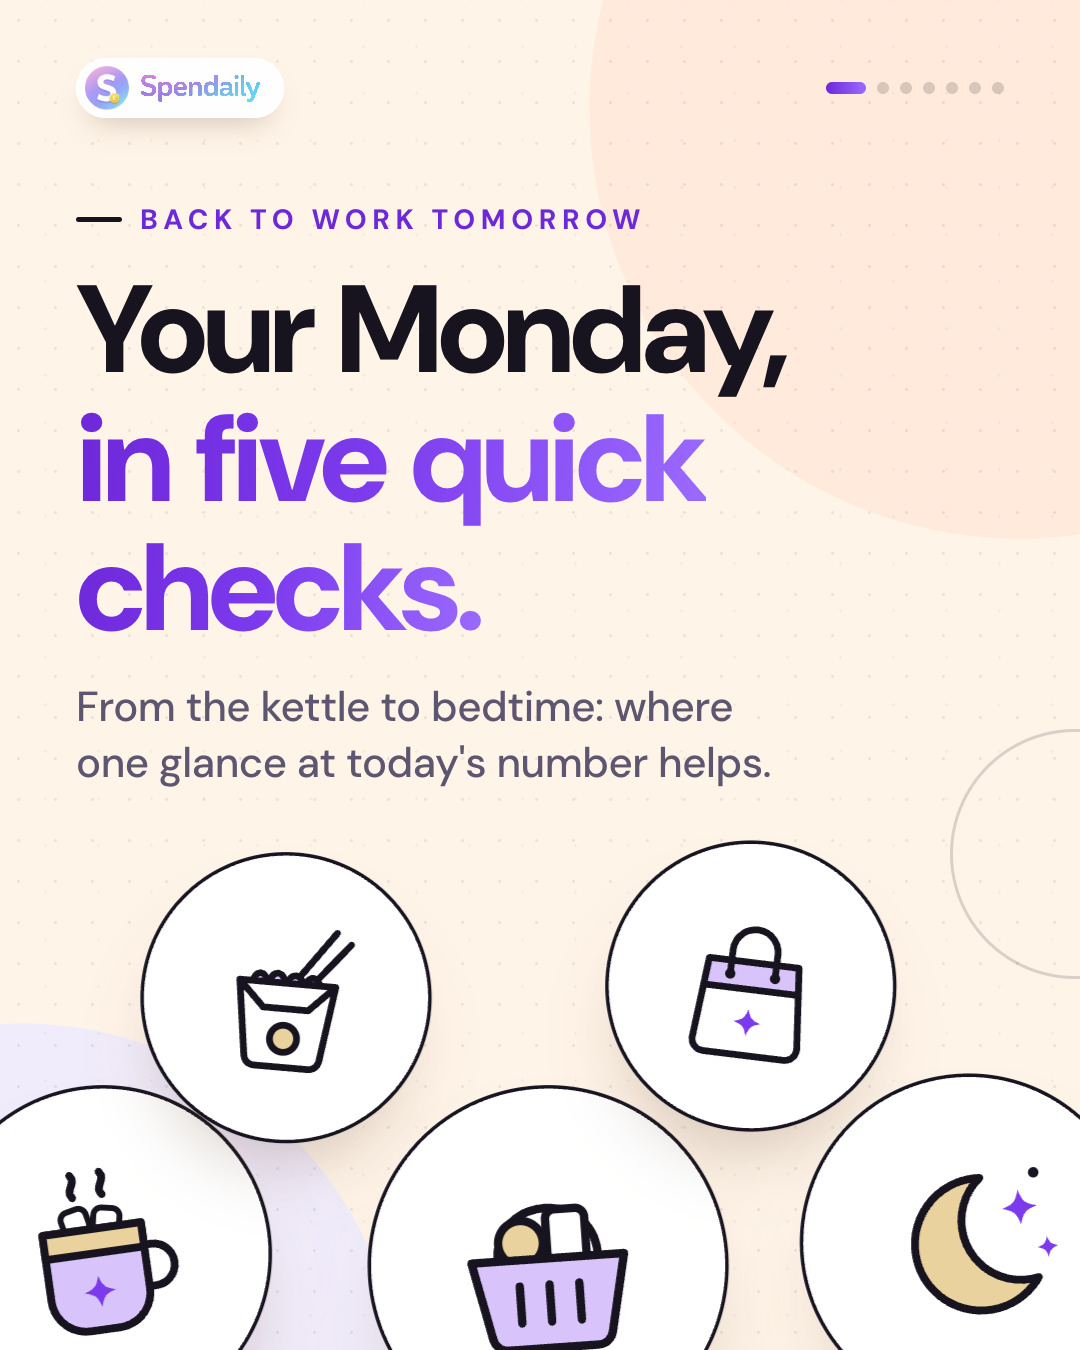 Spendaily
BACK TO WORK TOMORROW
Your Monday,
in five quick
checks.
From the kettle to bedtime: where
one glance at today's number helps.